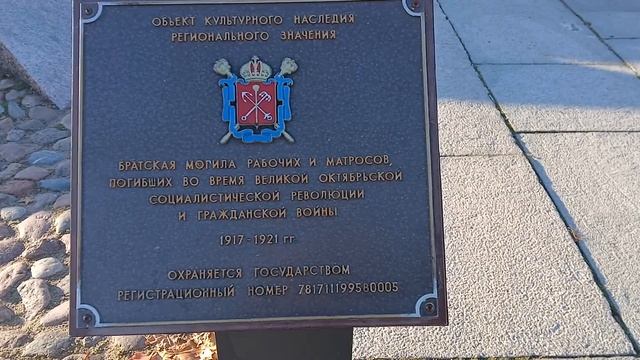 ОБЪЕКТ КУЛЬТУРНОГО НАСЛЕДИЯ
РЕГИОНАЛЬНОГО ЗНАЧЕНИЯ
БРАТСКАЯ МОГИЛА РАБОЧИХ И МАТРОСОВ,
ПОГИБШИХ ВО ВРЕМЯ ВЕЛИКОЙ ОКТЯБРЬСКОЙ
СОЦИАЛИСТИЧЕСКОЙ РЕВОЛЮЦИИ
И ГРАЖДАНСКОЙ ВОЙНЫ
1917-1921 гг.
ОХРАНЯЕТСЯ ГОСУДАРСТВОМ
РЕГИСТРАЦИОННЫЙ НОМЕР 781711199580005